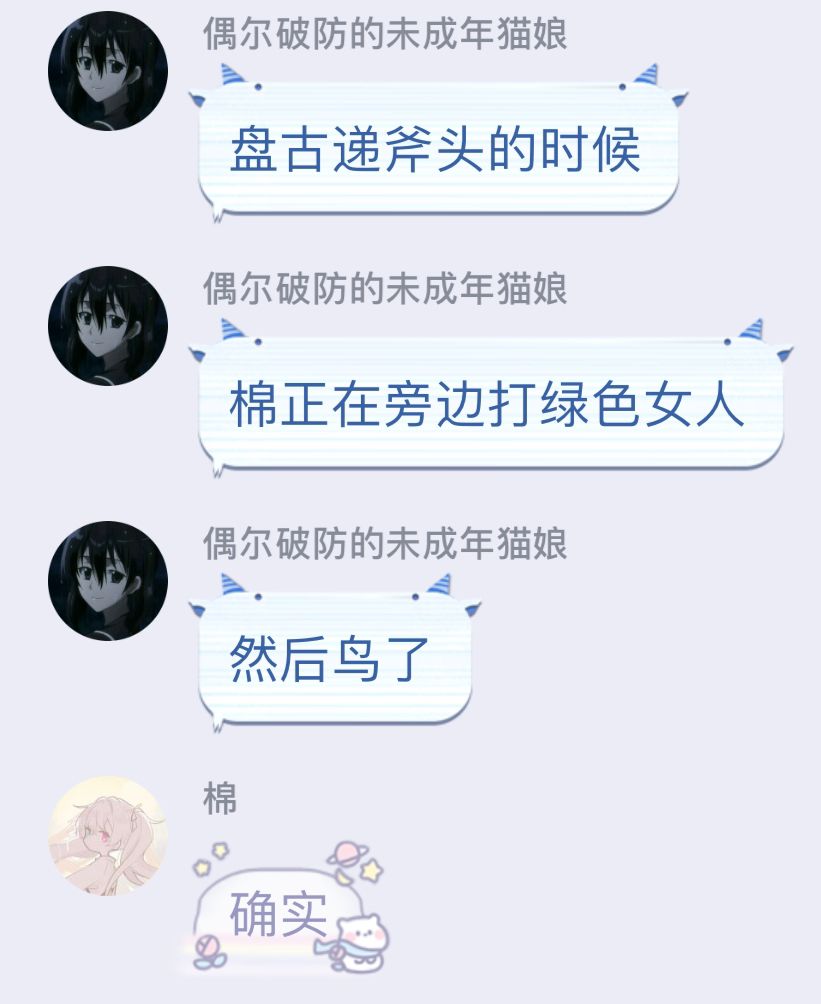 偶尔破防的未成年猫娘
盘古递斧头的时候
偶尔破防的未成年猫娘
棉正在旁边打绿色女人
偶尔破防的未成年猫娘
然后鸟了
棉
确实